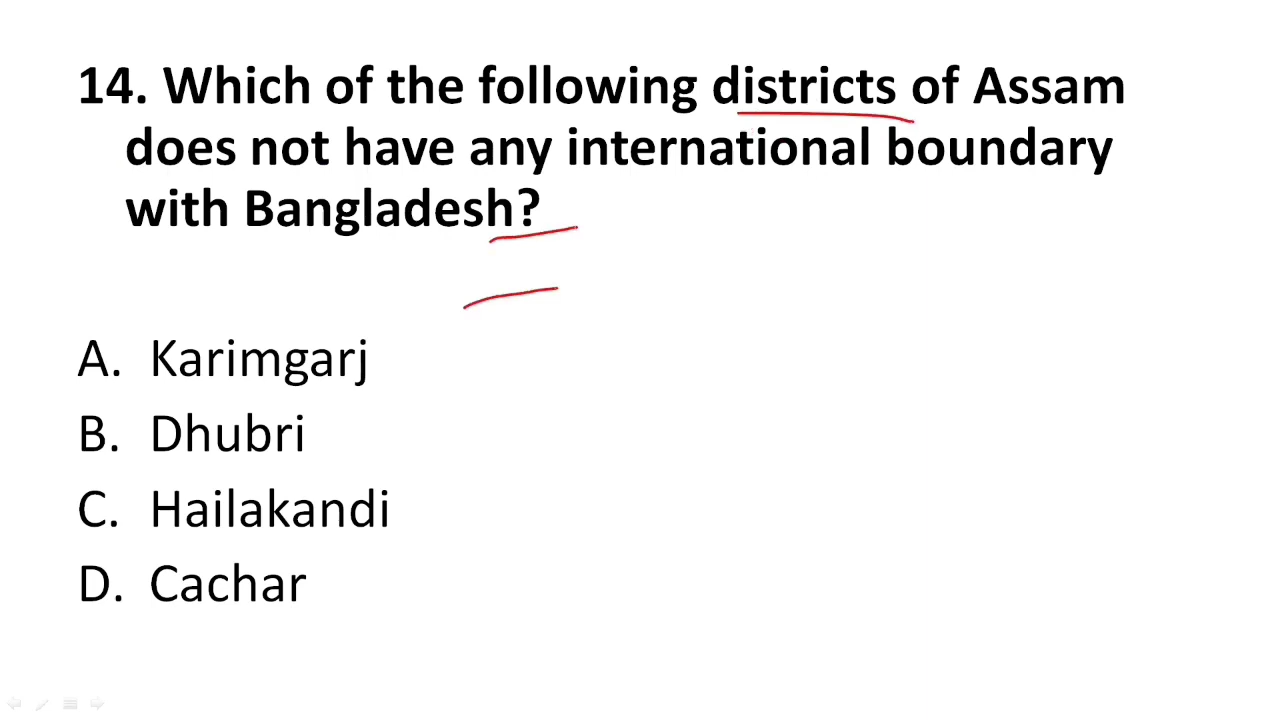 14. Which of the following districts of Assam
does not have any international boundary
with Bangladesh?
A. Karimgarj
B. Dhubri
C. Hailakandi
D. Cachar